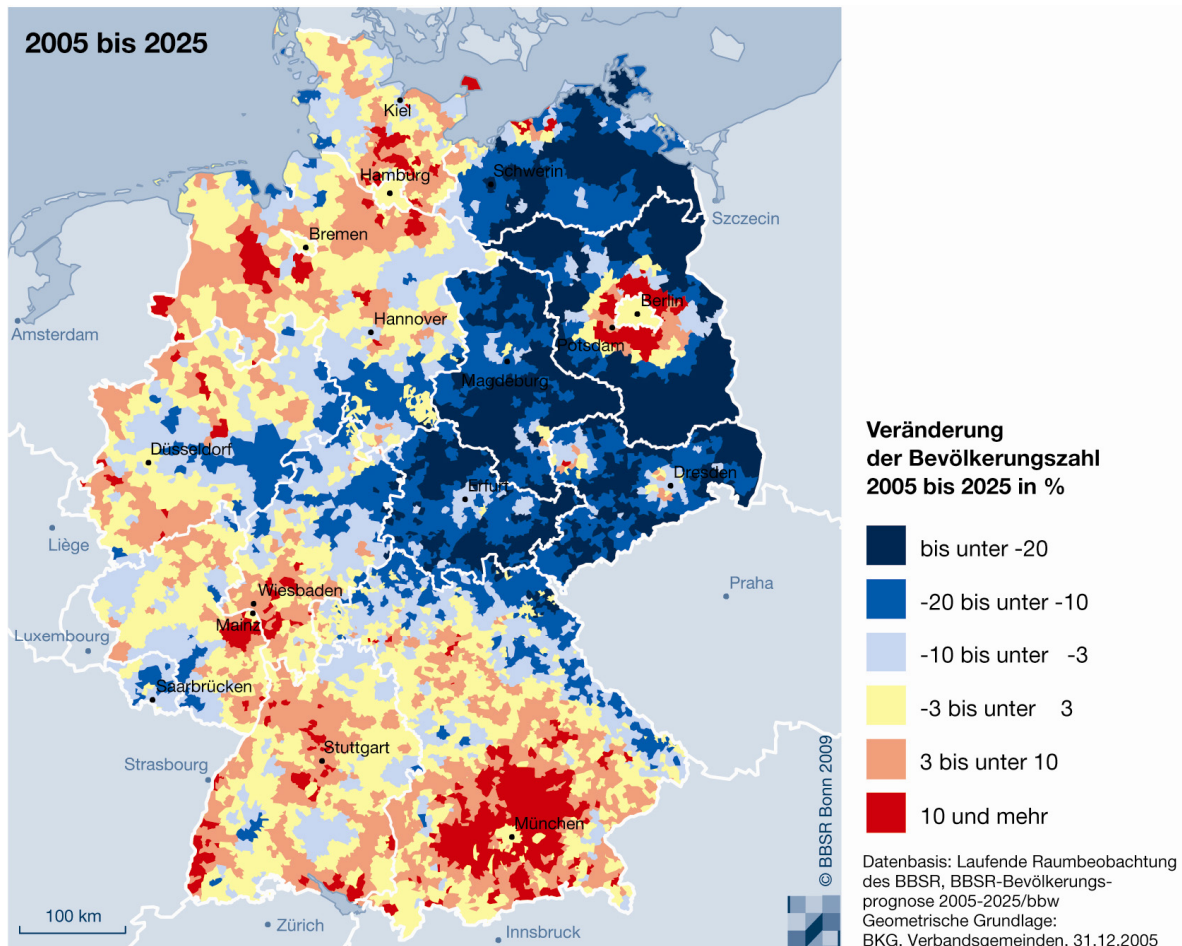 2005 bis 2025
Kiel
Hamburg
Schwerin
Szczecin
Bremen
Amsterdam
Hannover
Berlin
Potsdam
Magdeburg
Düsseldorf
Erfurt
Dresden
Liège
Wiesbaden
Mainz
Praha
Luxembourg
Saarbrücken
Stuttgart
Strasbourg
München
Zürich
Innsbruck
100 km
© BBSR Bonn 2009
Veränderung
der Bevölkerungszahl
2005 bis 2025 in %
bis unter -20
-20 bis unter -10
-10 bis unter -3
-3 bis unter 3
3 bis unter 10
10 und mehr
Datenbasis: Laufende Raumbeobachtung
des BBSR, BBSR-Bevölkerungs-
prognose 2005-2025/bbw
Geometrische Grundlage:
BKG, Verbandsgemeinden, 31.12.2005